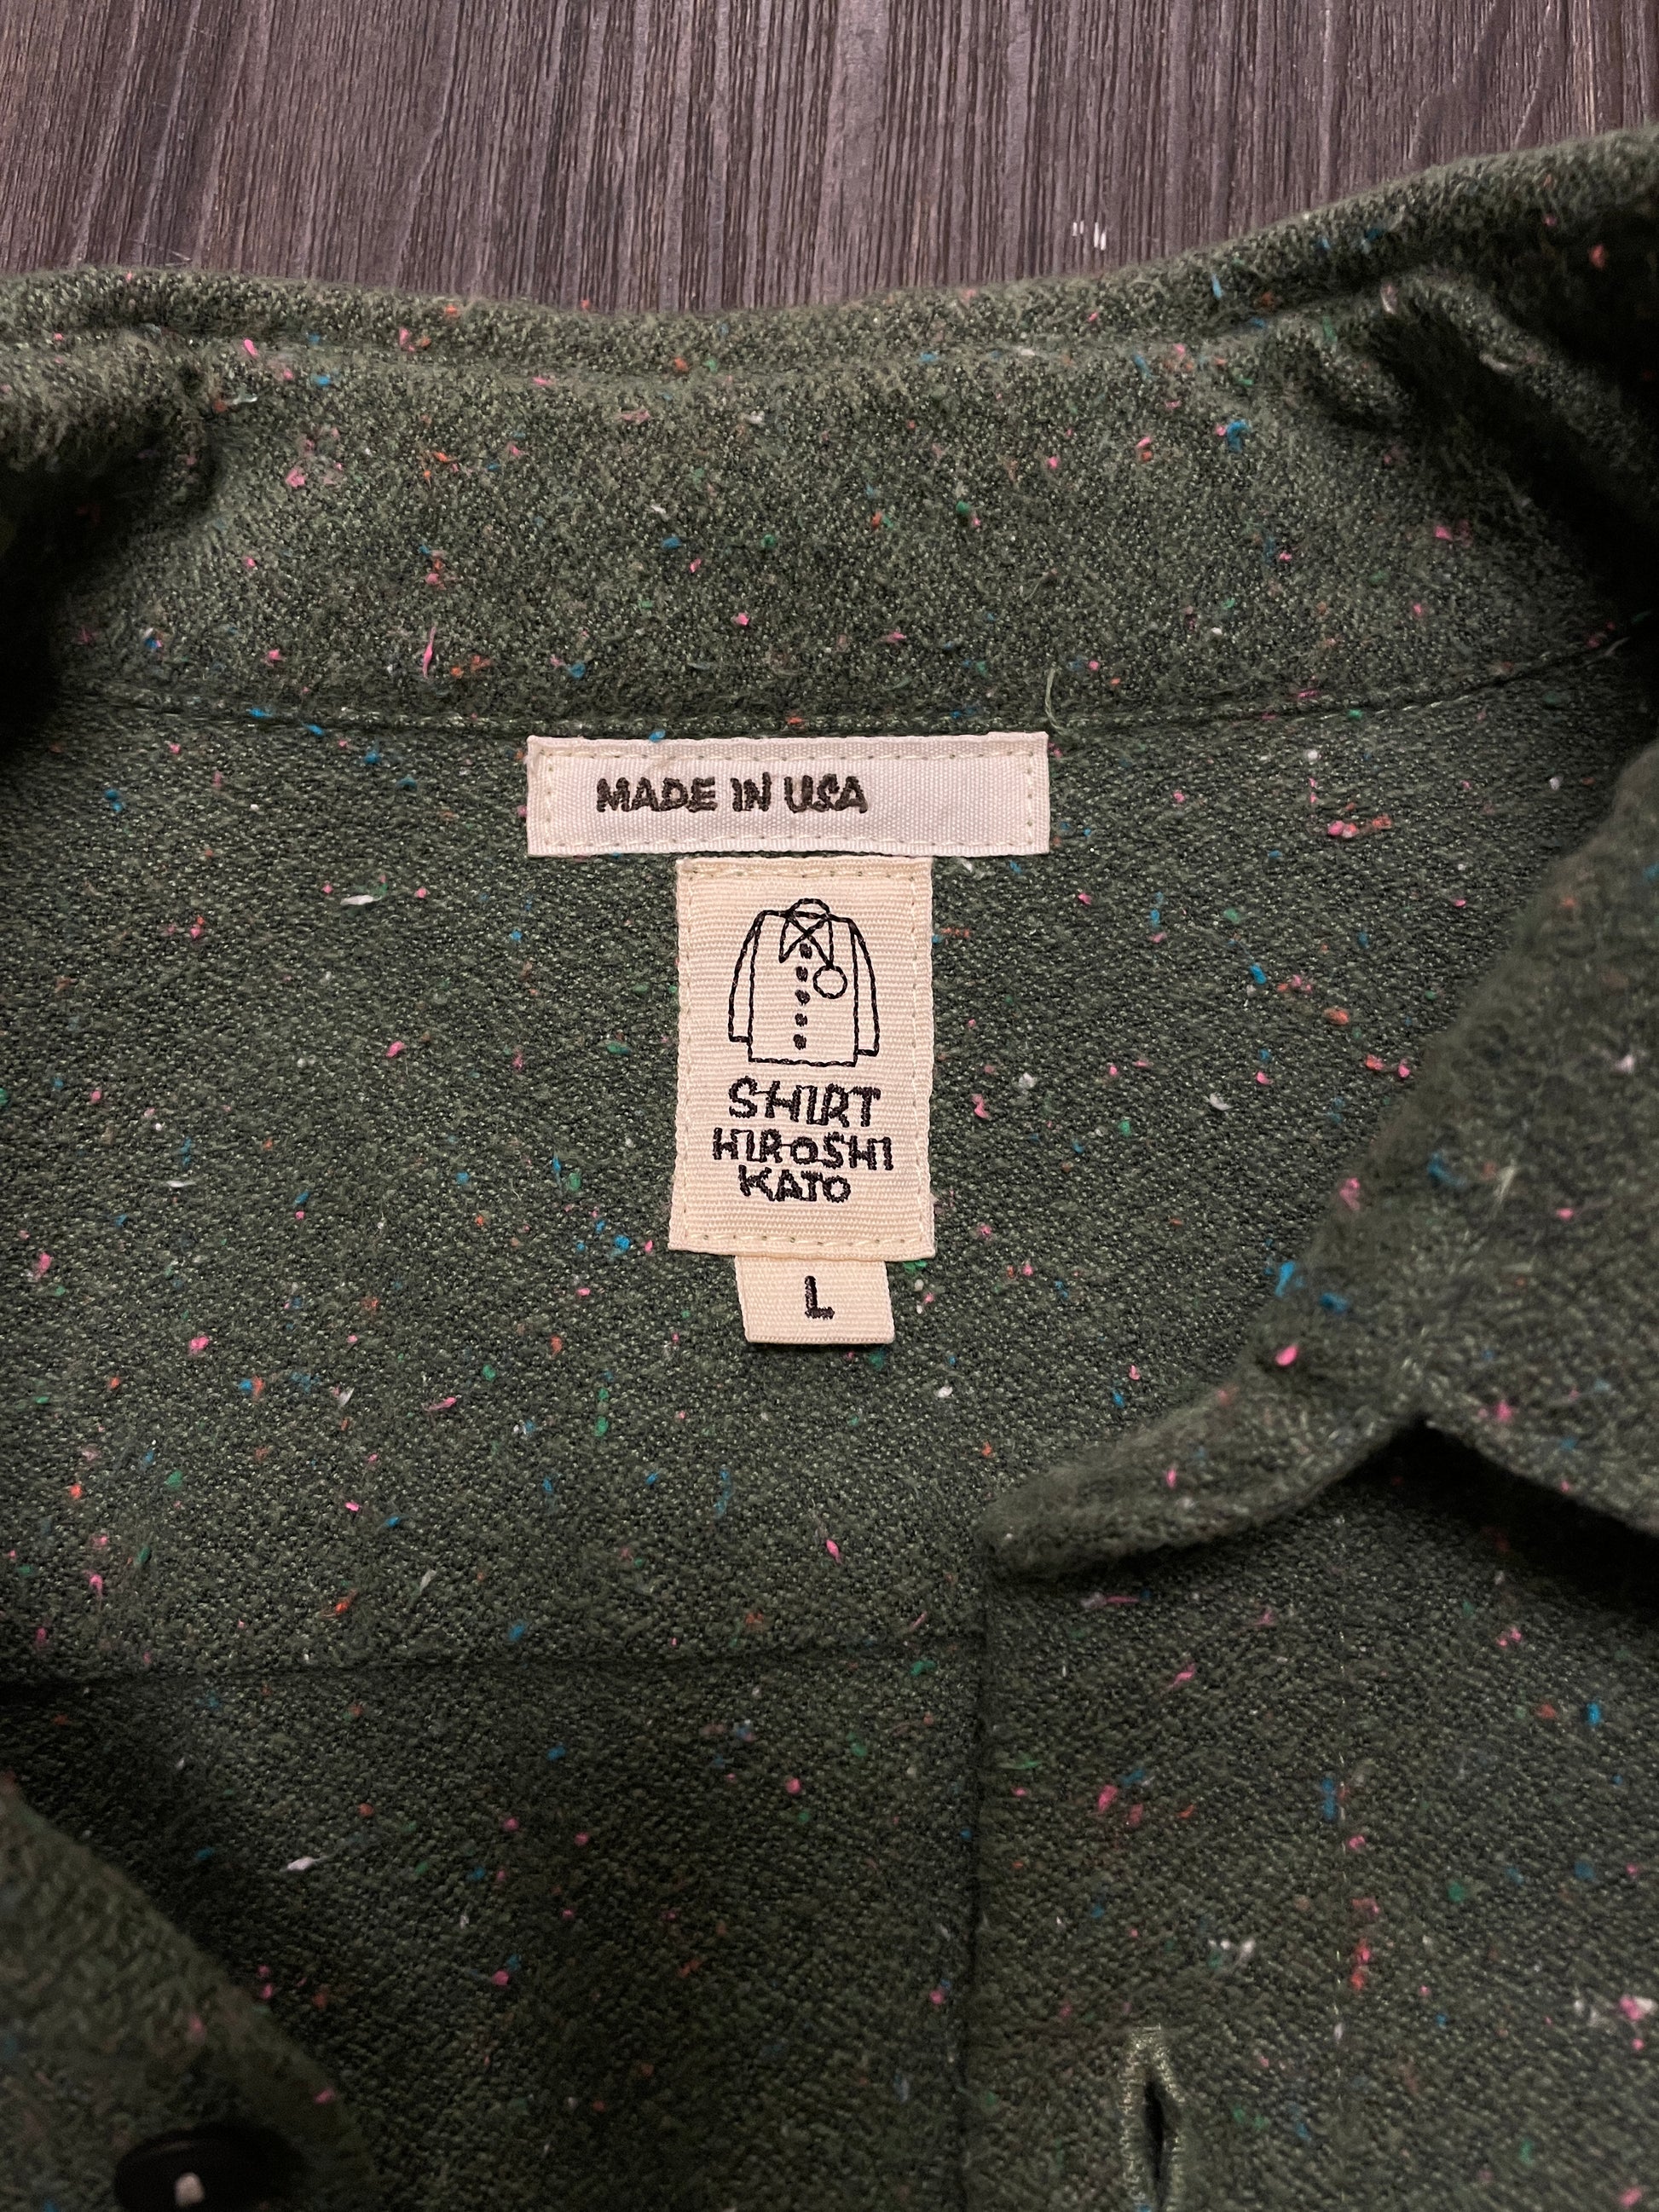 MADE IN USA
SHIRT
HIROSHI
KATO
L